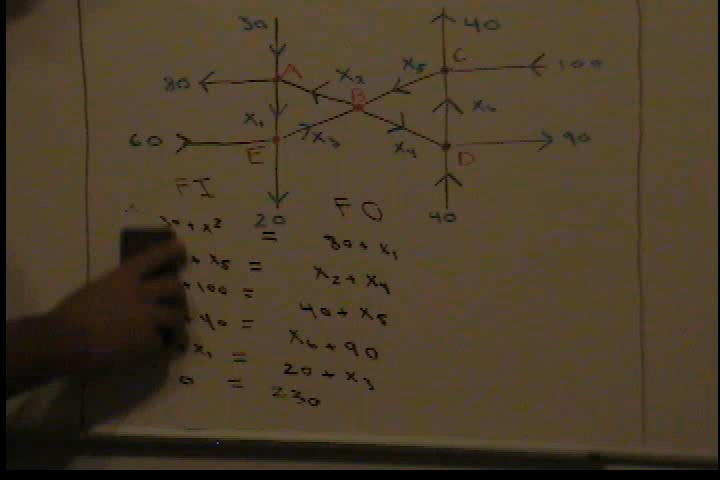 30
40
A
C
80
x2
x5
100
B
x1
x6
60
x3
E
x4
D
90
20
40
FI
FO
30 + x2 = 80 + x1
+ x5 = x2 + x4
+ 100 = 40 + x5
+ 40 = x6 + 90
x1 = 20 + x3
0 = 230